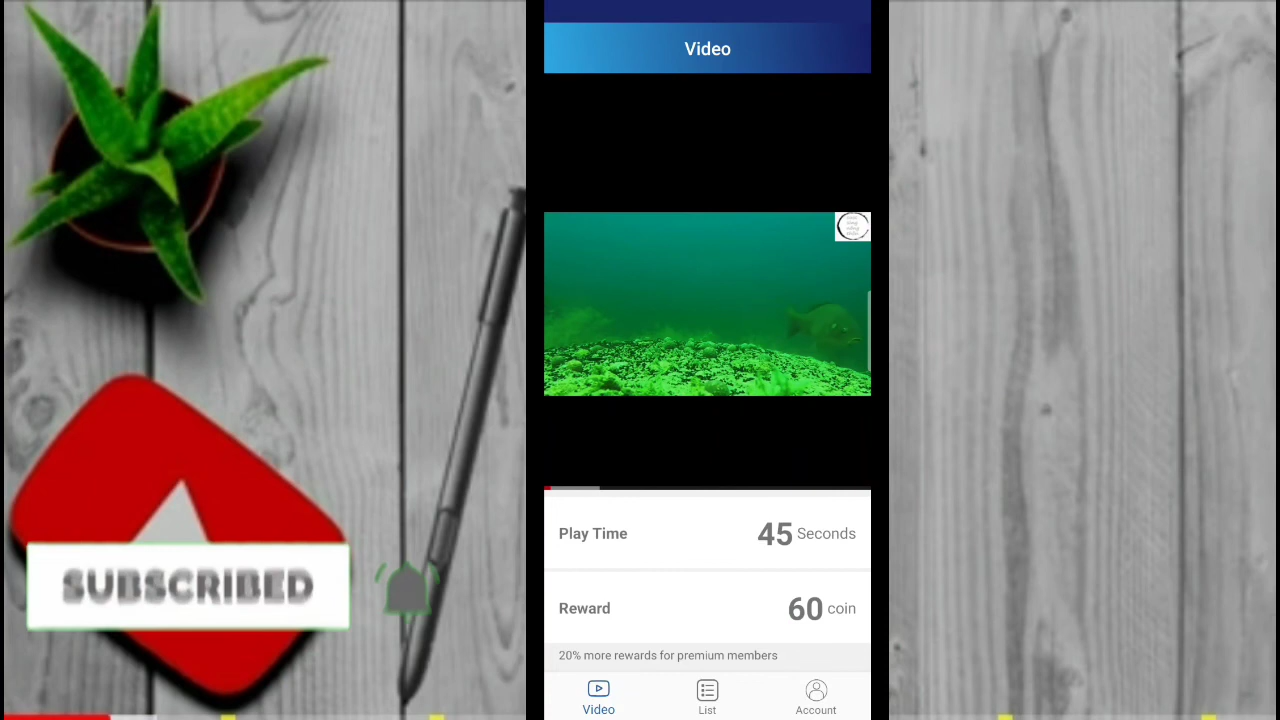 Video
SUBSCRIBED
Play Time
45 Seconds
Reward
60 coin
20% more rewards for premium members
Video
List
Account